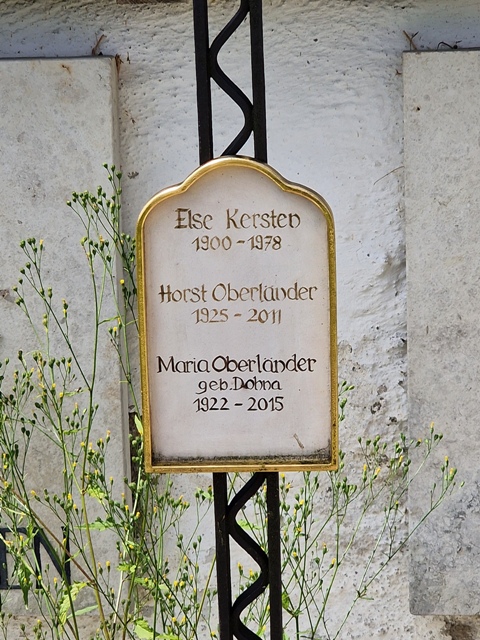 Else Kersten
1900 - 1978
Horst Oberländer
1925 - 2011
Maria Oberländer
geb. Dohna
1922 - 2015